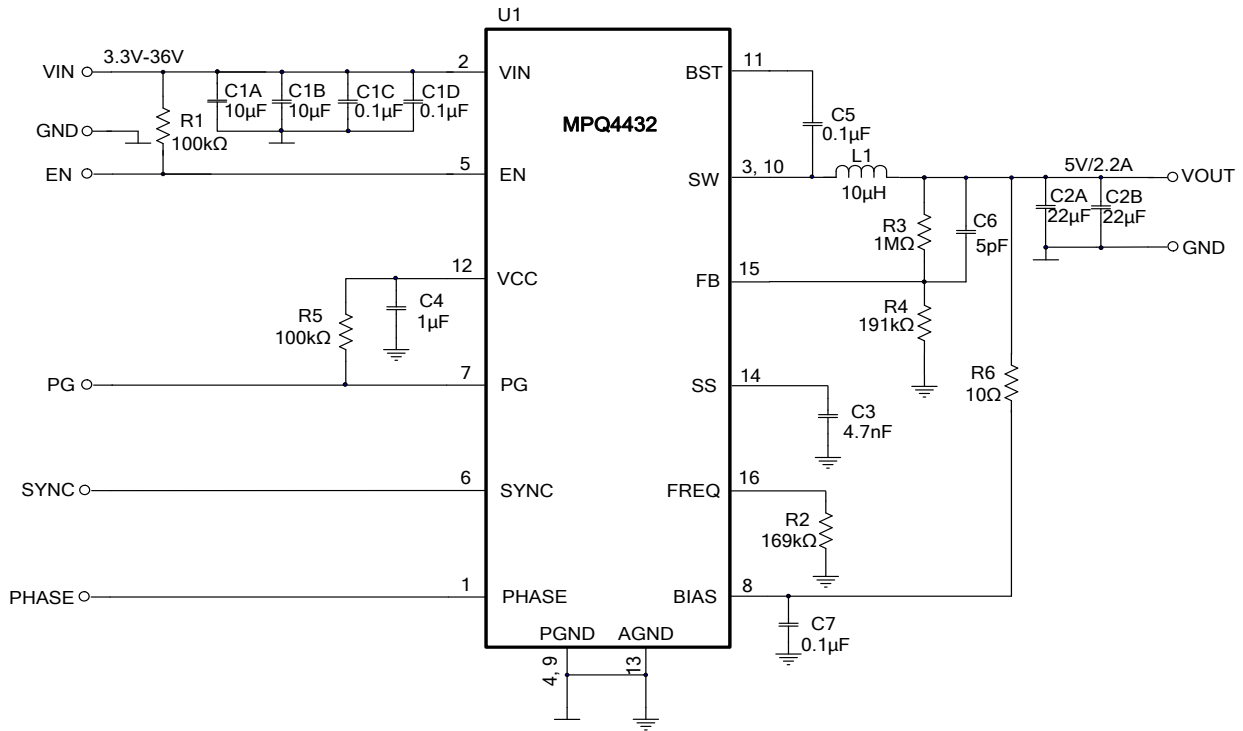 U1
MPQ4432
VIN
3.3V-36V
2
VIN
C1A
10µF
C1B
10µF
C1C
0.1µF
C1D
0.1µF
GND
R1
100kΩ
EN
5
EN
12
VCC
C4
1µF
R5
100kΩ
PG
7
PG
SYNC
6
SYNC
PHASE
1
PHASE
PGND
AGND
4, 9
13
BST
11
C5
0.1µF
SW
3, 10
L1
10µH
5V/2.2A
VOUT
C2A
22µF
C2B
22µF
GND
R3
1MΩ
C6
5pF
FB
15
R4
191kΩ
SS
14
C3
4.7nF
R6
10Ω
FREQ
16
R2
169kΩ
BIAS
8
C7
0.1µF